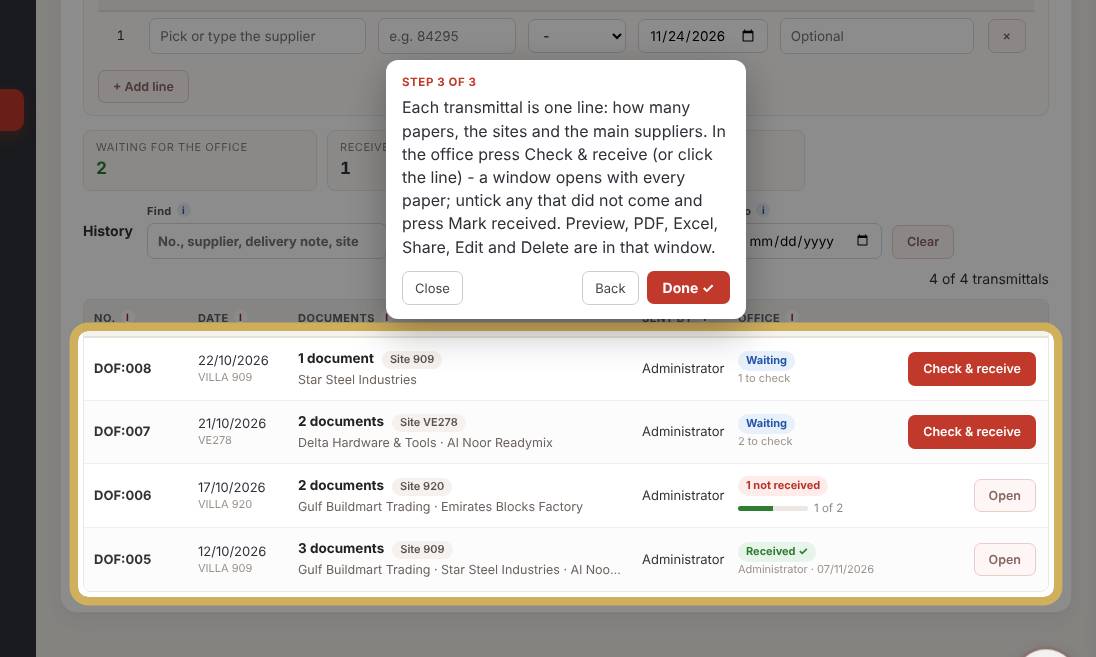 1 Pick or type the supplier e.g. 84295 - 11/24/2026 Optional ×
+ Add line
STEP 3 OF 3
Each transmittal is one line: how many
papers, the sites and the main suppliers. In
the office press Check & receive (or click
the line) - a window opens with every
paper; untick any that did not come and
press Mark received. Preview, PDF, Excel,
Share, Edit and Delete are in that window.
Close Back Done ✓
WAITING FOR THE OFFICE
2
1
Find i
History No., supplier, delivery note, site mm/dd/yyyy Clear
4 of 4 transmittals
NO. DATE DOCUMENTS SENT BY OFFICE
DOF:008 22/10/2026 1 document Site 909 Administrator Waiting Check & receive
VILLA 909 Star Steel Industries 1 to check
DOF:007 21/10/2026 2 documents Site VE278 Administrator Waiting Check & receive
VE278 Delta Hardware & Tools · Al Noor Readymix 2 to check
DOF:006 17/10/2026 2 documents Site 920 Administrator 1 not received Open
VILLA 920 Gulf Buildmart Trading · Emirates Blocks Factory 1 of 2
DOF:005 12/10/2026 3 documents Site 909 Administrator Received ✓ Open
VILLA 909 Gulf Buildmart Trading · Star Steel Industries · Al Noo... Administrator · 07/11/2026